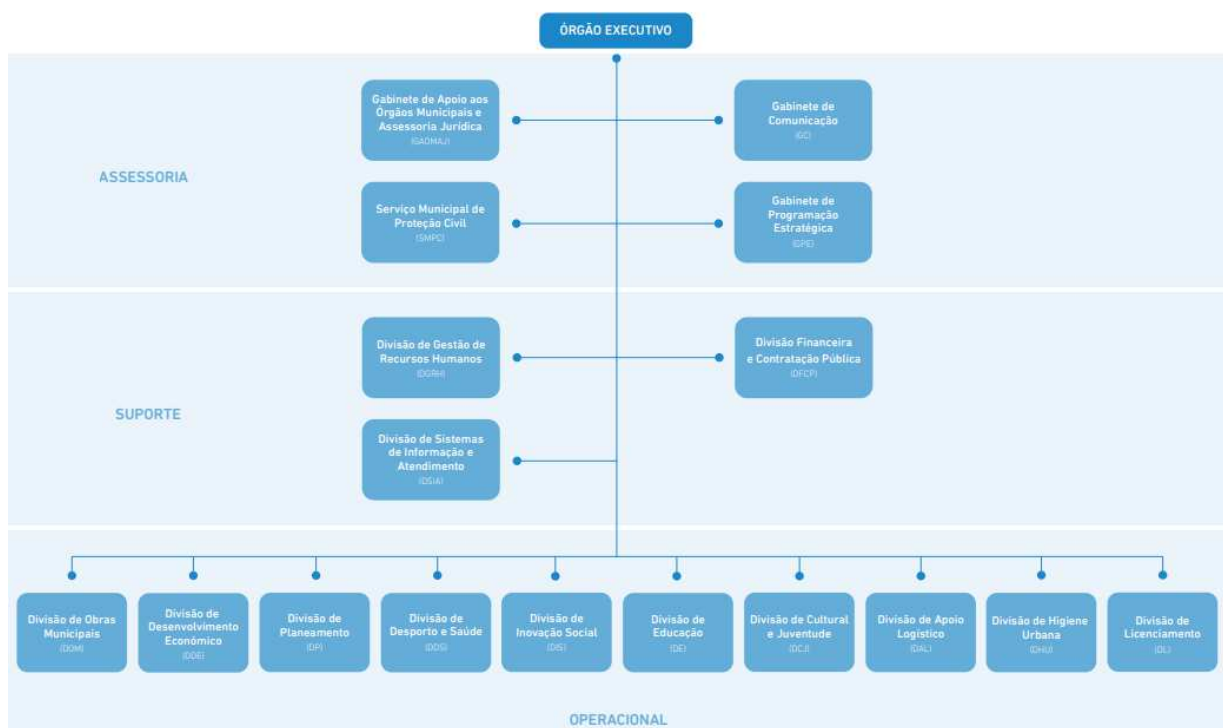 ÓRGÃO EXECUTIVO
Gabinete de Apoio aos
Órgãos Municipais e
Assessoria Jurídica
(GAOMAJ)
Gabinete de
Comunicação
(GC)
ASSESSORIA
Serviço Municipal de
Proteção Civil
(SMPC)
Gabinete de
Programação
Estratégica
(GPE)
Divisão de Gestão de
Recursos Humanos
(DGRH)
Divisão Financeira
e Contratação Pública
(DFCP)
SUPORTE
Divisão de Sistemas
de Informação e
Atendimento
(DSIA)
Divisão de Obras
Municipais
(DOM)
Divisão de
Desenvolvimento
Económico
(DDE)
Divisão de
Planeamento
(DP)
Divisão de
Desporto e Saúde
(DDS)
Divisão de
Inovação Social
(DIS)
Divisão de
Educação
(DE)
Divisão de Cultural
e Juventude
(DCJ)
Divisão de Apoio
Logístico
(DAL)
Divisão de Higiene
Urbana
(DHU)
Divisão de
Licenciamento
(DL)
OPERACIONAL